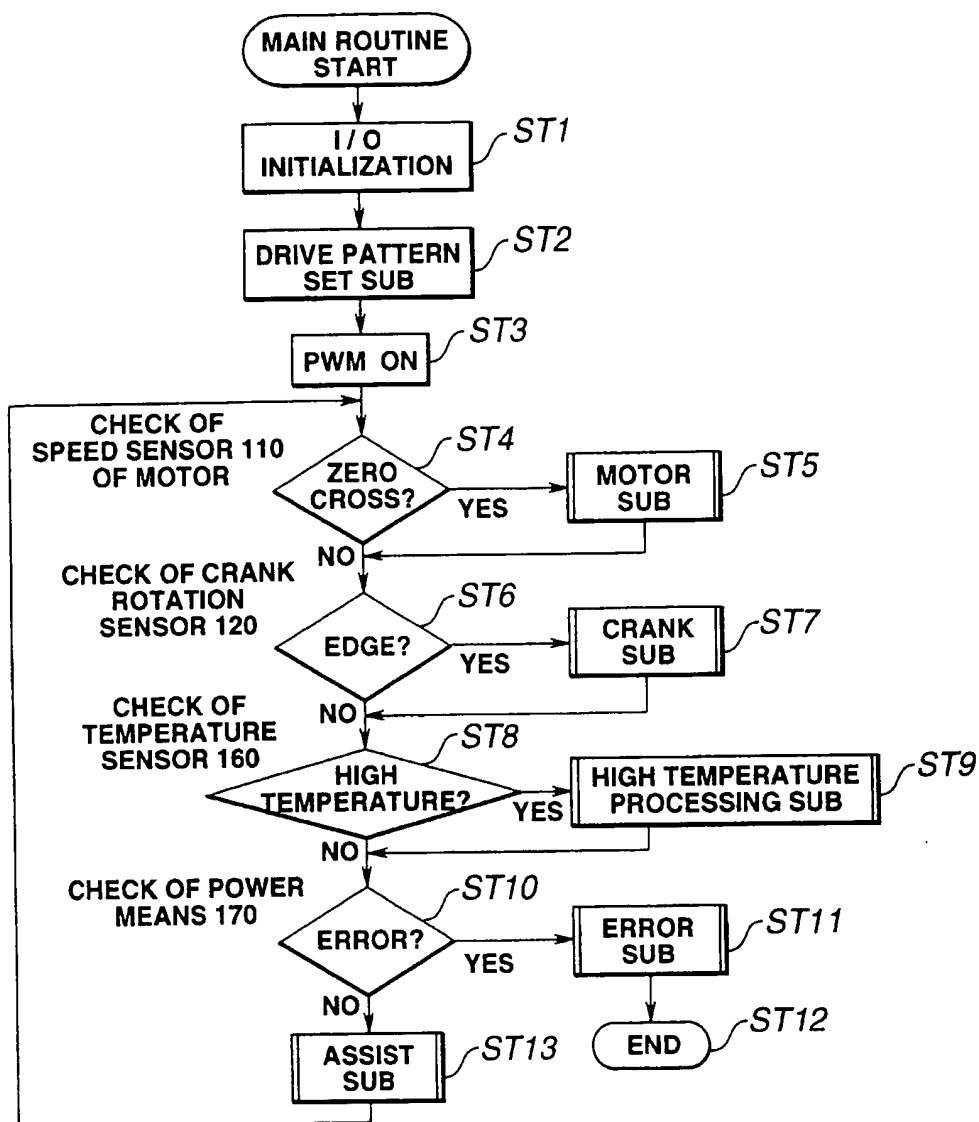 MAIN ROUTINE
START
I / O
INITIALIZATION
ST1
DRIVE PATTERN
SET SUB
ST2
PWM ON
ST3
CHECK OF
SPEED SENSOR 110
OF MOTOR
ZERO
CROSS?
ST4
YES
MOTOR
SUB
ST5
NO
CHECK OF CRANK
ROTATION
SENSOR 120
EDGE?
ST6
YES
CRANK
SUB
ST7
NO
CHECK OF
TEMPERATURE
SENSOR 160
HIGH
TEMPERATURE?
ST8
YES
HIGH TEMPERATURE
PROCESSING SUB
ST9
NO
CHECK OF POWER
MEANS 170
ERROR?
ST10
YES
ERROR
SUB
ST11
NO
END
ST12
ASSIST
SUB
ST13